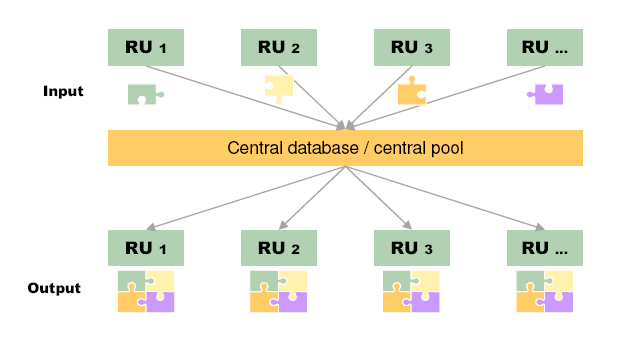 RU 1 RU 2 RU 3 RU ...
Input
Central database / central pool
RU 1 RU 2 RU 3 RU ...
Output